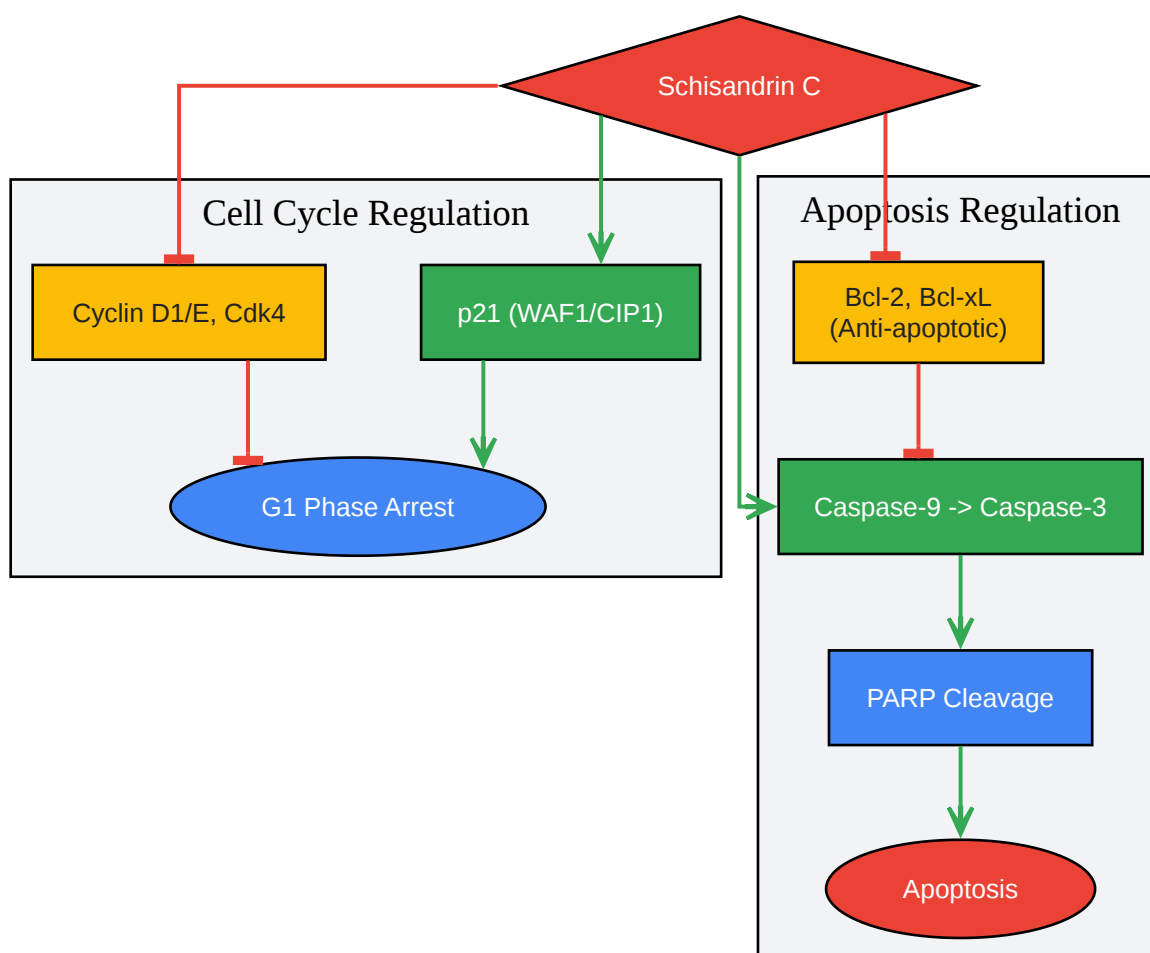 Schisandrin C
Cell Cycle Regulation
Apoptosis Regulation
Cyclin D1/E, Cdk4
p21 (WAF1/CIP1)
Bcl-2, Bcl-xL
(Anti-apoptotic)
G1 Phase Arrest
Caspase-9 -> Caspase-3
PARP Cleavage
Apoptosis